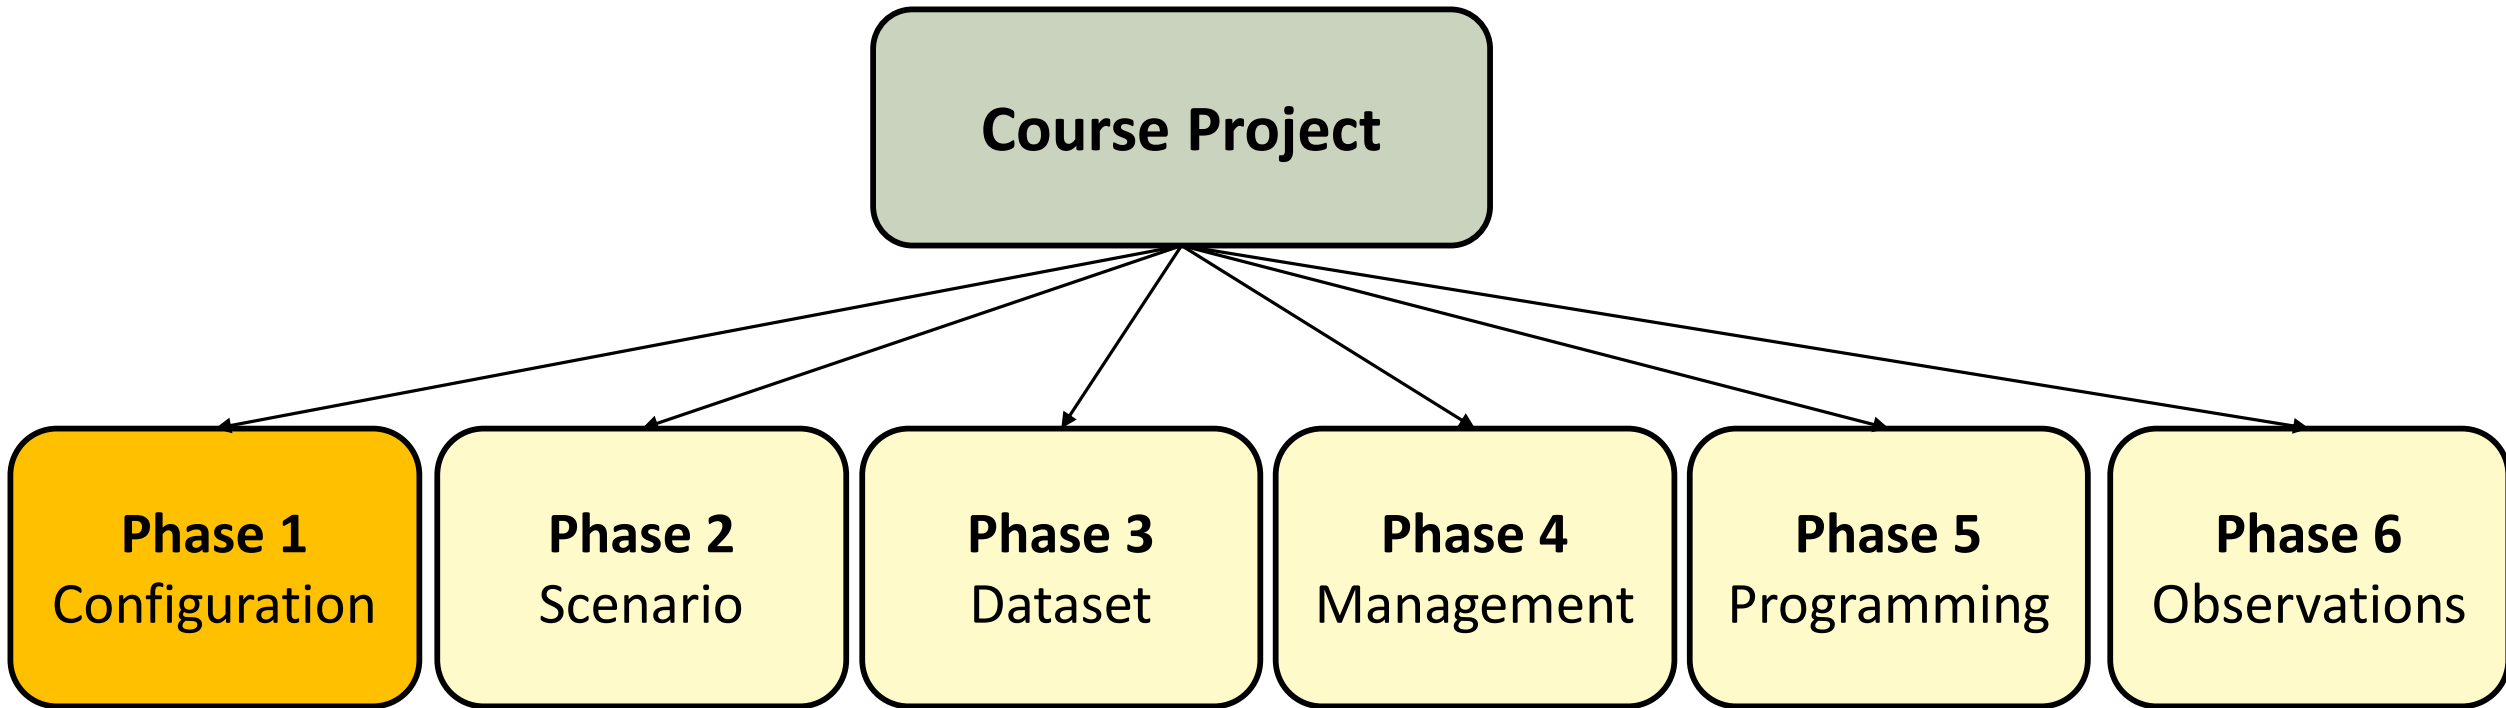 Course Project
Phase 1
Configuration
Phase 2
Scenario
Phase 3
Dataset
Phase 4
Management
Phase 5
Programming
Phase 6
Observations